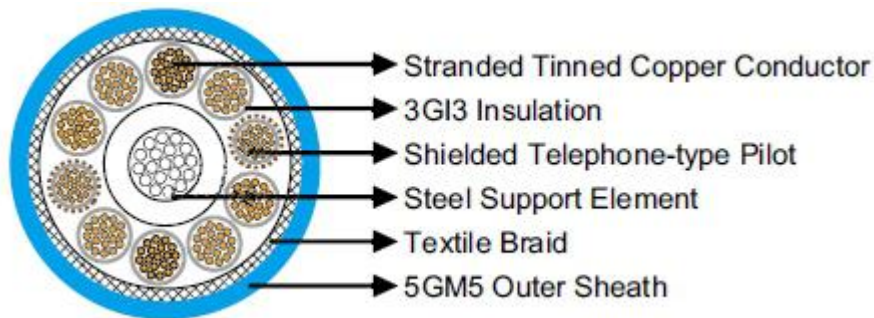 Stranded Tinned Copper Conductor
3GI3 Insulation
Shielded Telephone-type Pilot
Steel Support Element
Textile Braid
5GM5 Outer Sheath